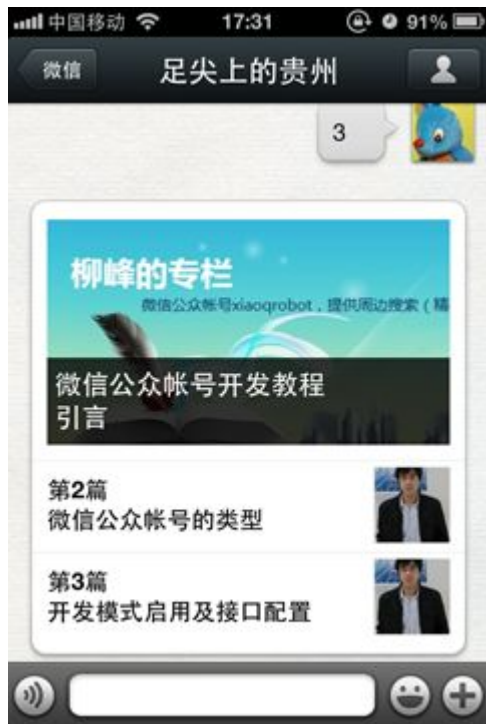 中国移动 17:31 91%
微信 足尖上的贵州
3
柳峰的专栏
微信公众帐号xiaoqrobot，提供周边搜索（精
微信公众帐号开发教程
引言
第2篇
微信公众帐号的类型
第3篇
开发模式启用及接口配置